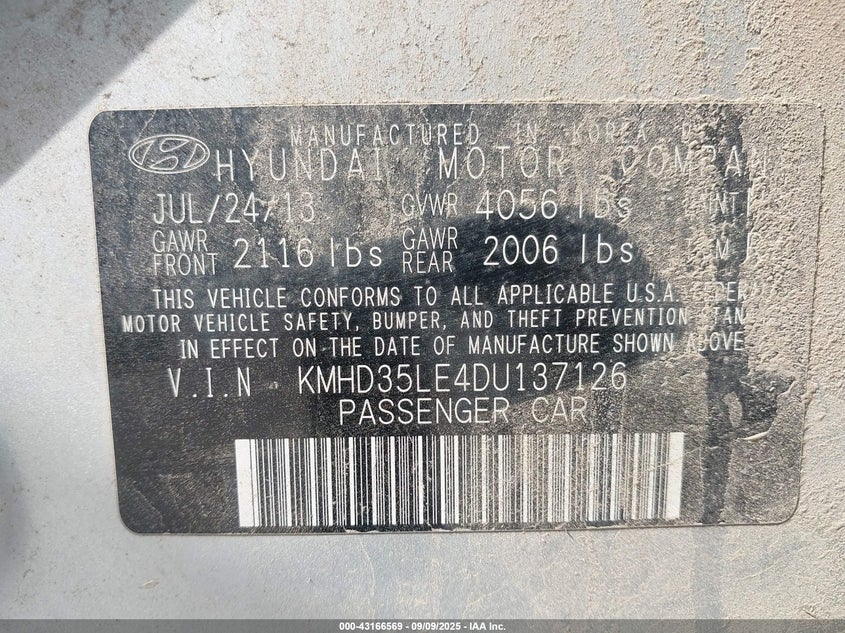 MANUFACTURED IN KOREA
HYUNDAI MOTOR COMPAN
JUL/24/13 GVWR 4056 lbs
GAWR FRONT 2116 lbs GAWR REAR 2006 lbs
THIS VEHICLE CONFORMS TO ALL APPLICABLE U.S.A.
MOTOR VEHICLE SAFETY, BUMPER, AND THEFT PREVENTION STAN
IN EFFECT ON THE DATE OF MANUFACTURE SHOWN ABOVE
V.I.N KMHD35LE4DU137126
PASSENGER CAR
000-43166569 - 09/09/2025 - IAA Inc.